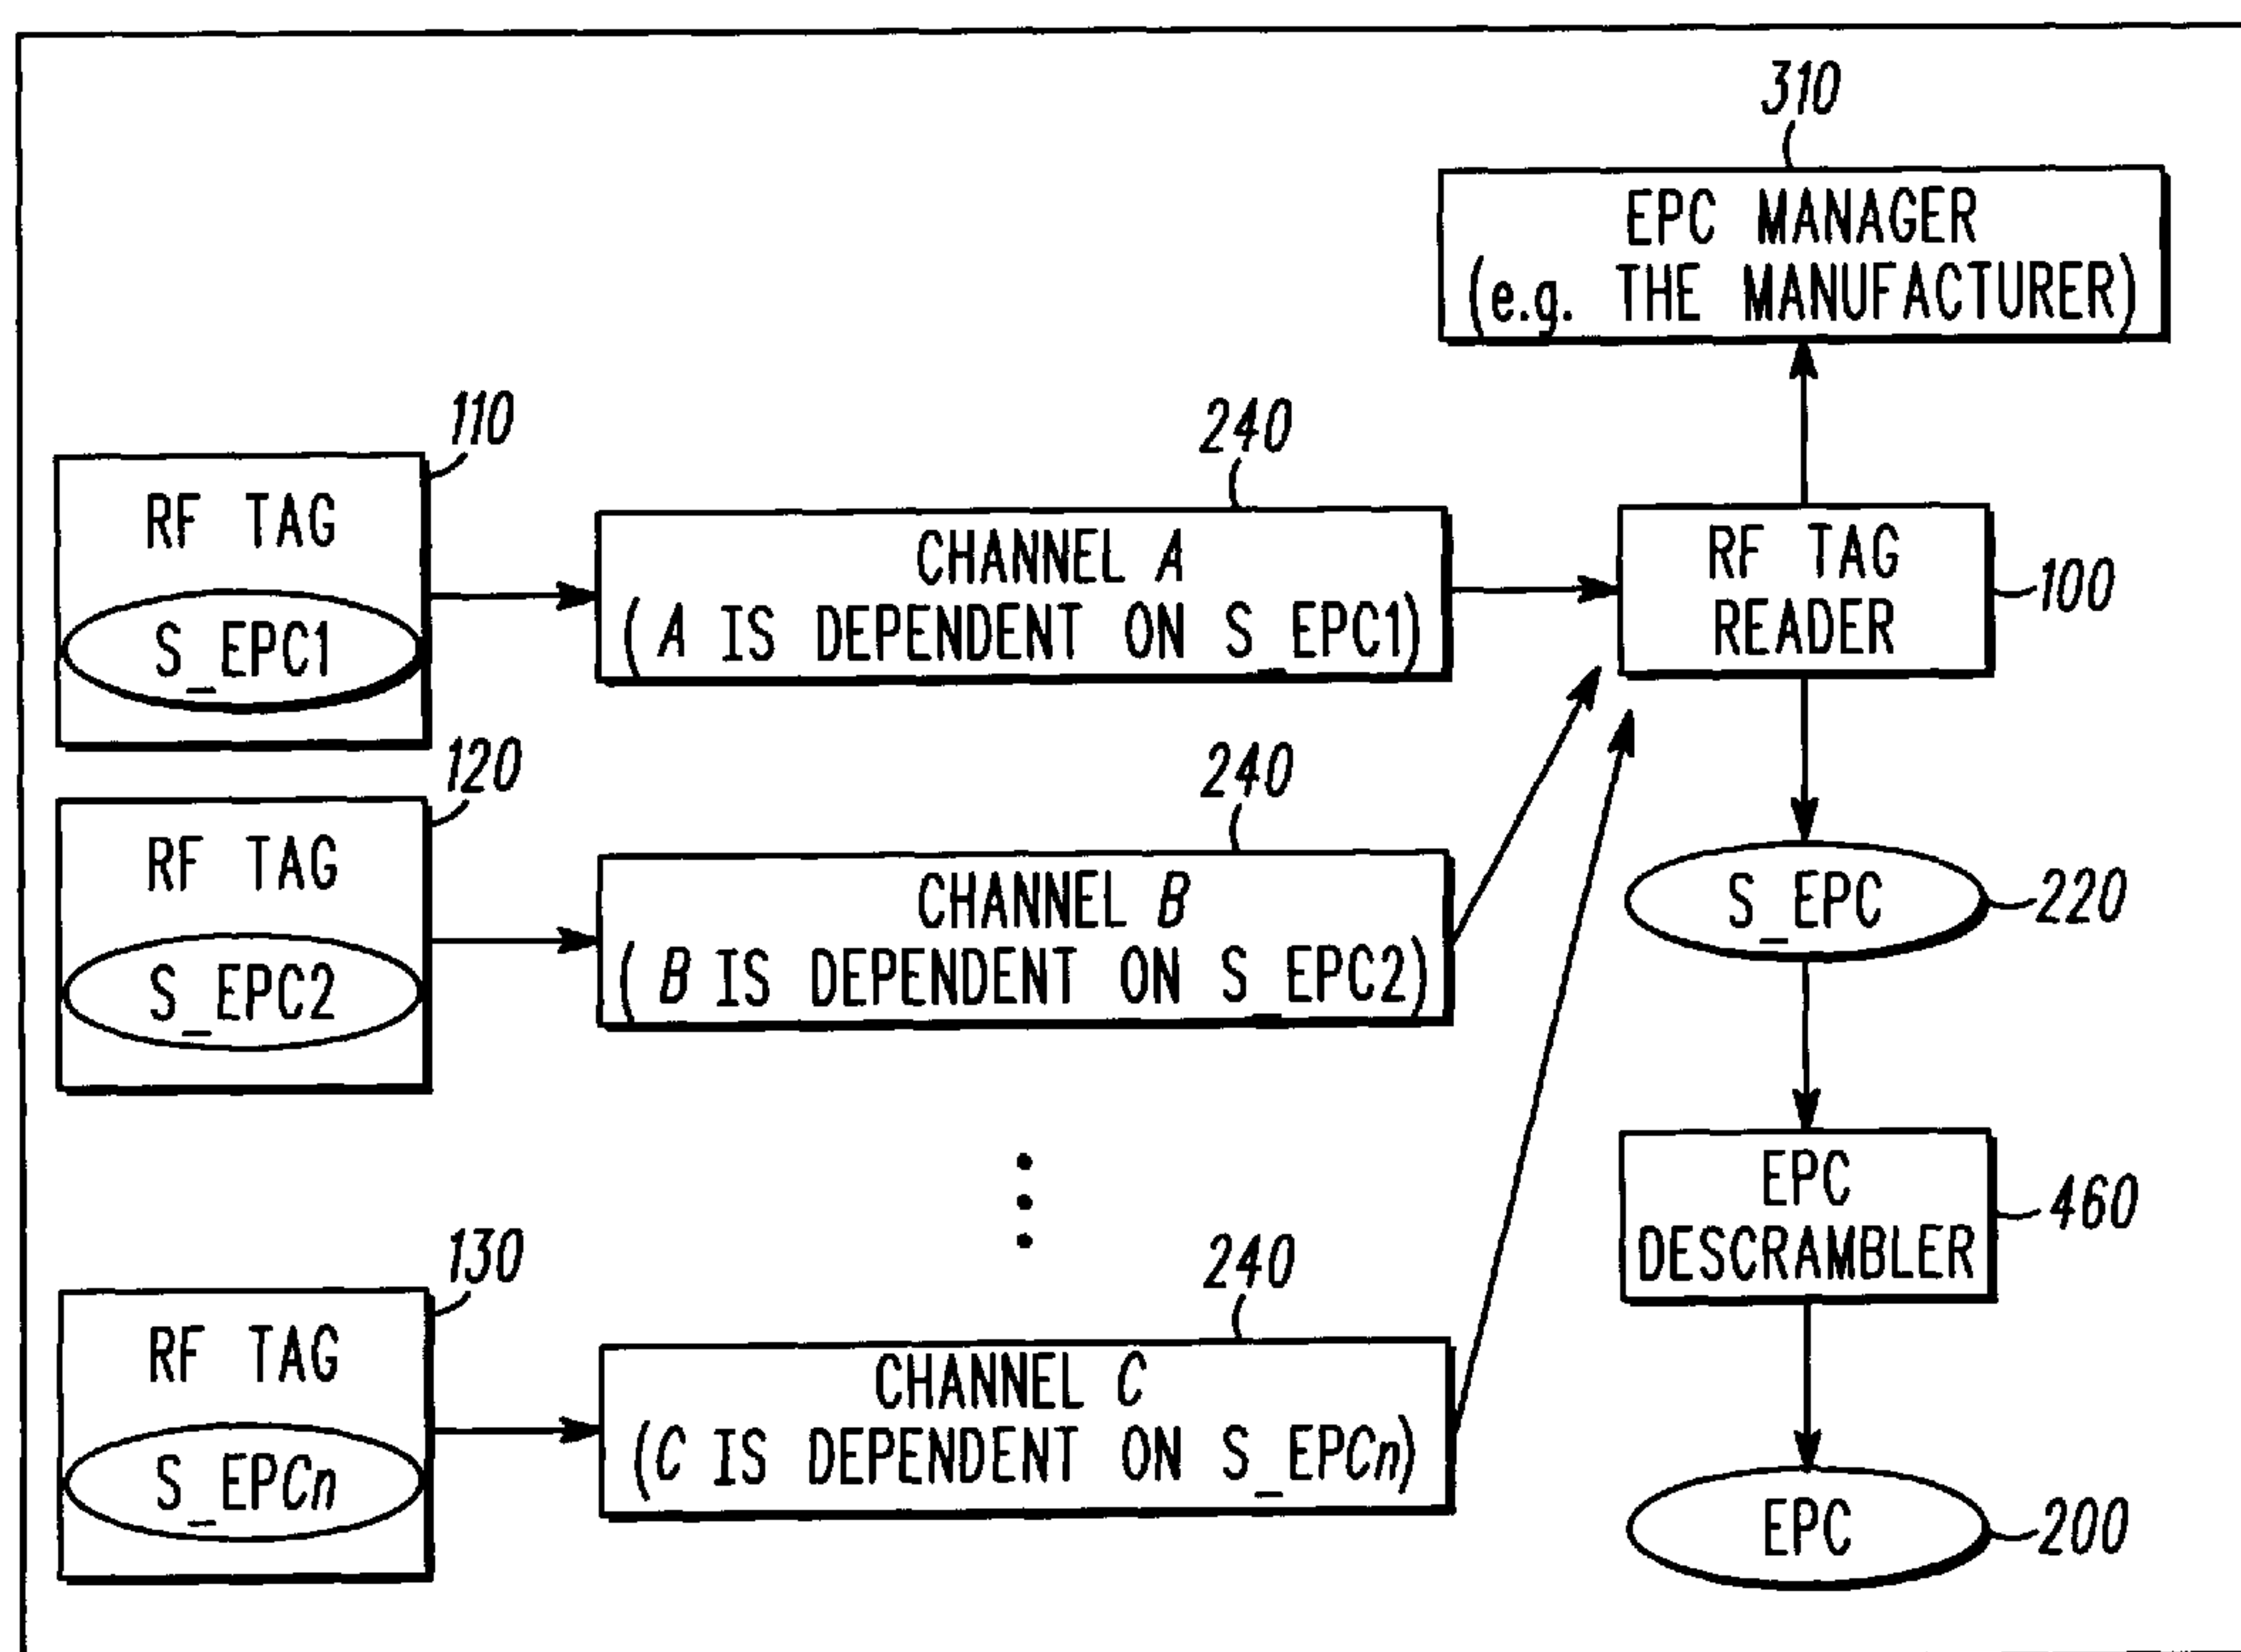 310
EPC MANAGER
(e.g. THE MANUFACTURER)
110
RF TAG
S_EPC1
240
CHANNEL A
(A IS DEPENDENT ON S_EPC1)
RF TAG
READER
100
120
RF TAG
S_EPC2
240
CHANNEL B
(B IS DEPENDENT ON S_EPC2)
S_EPC
220
130
RF TAG
S_EPCn
240
CHANNEL C
(C IS DEPENDENT ON S_EPCn)
EPC
DESCRAMBLER
460
EPC
200